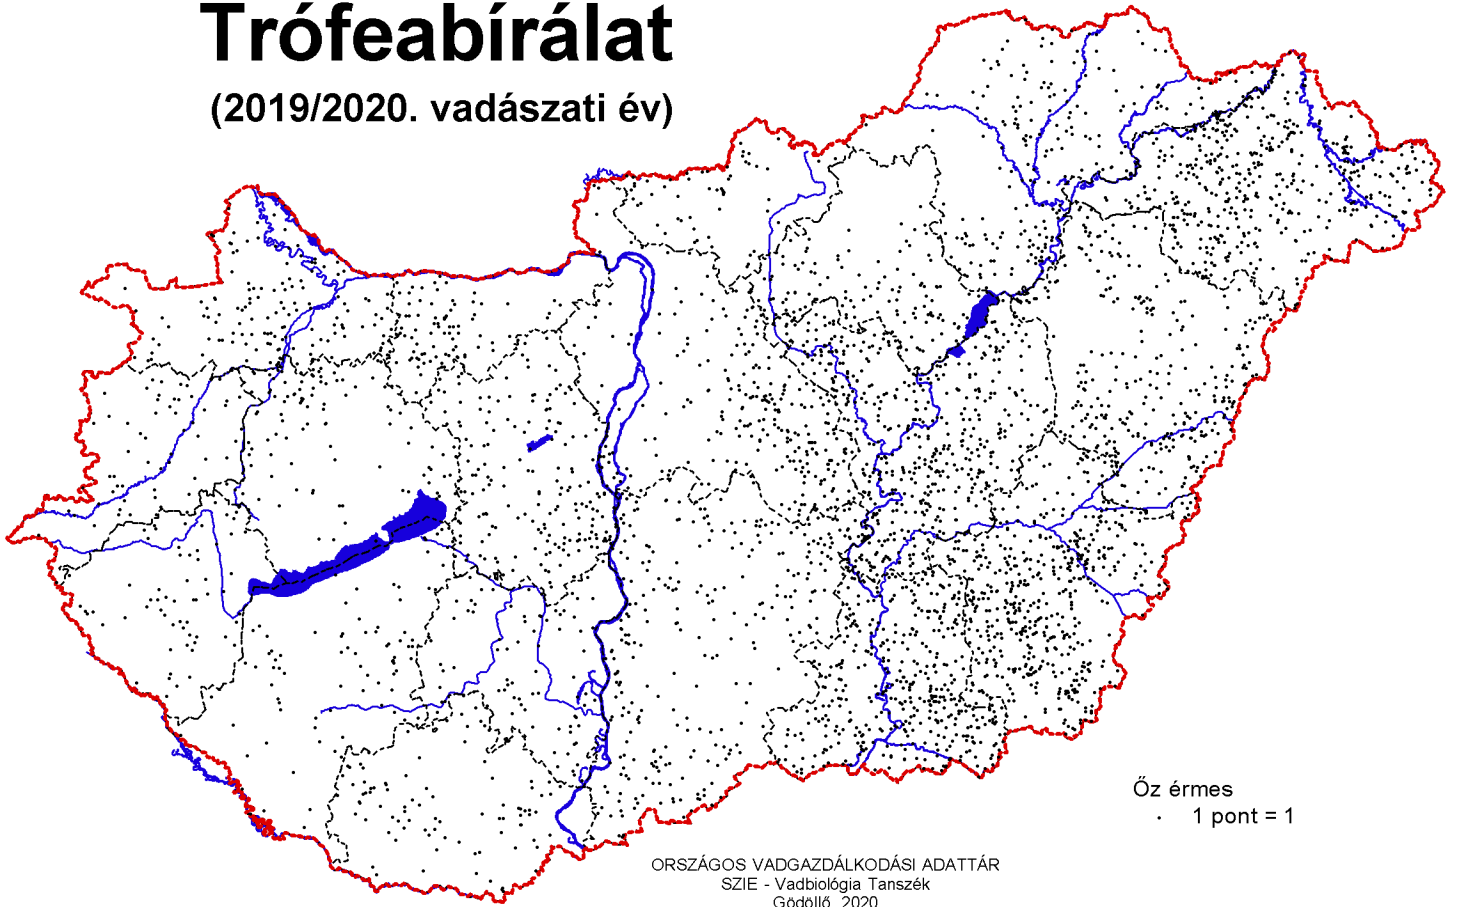 Trófeabírálat
(2019/2020. vadászati év)
Őz érmes
1 pont = 1
ORSZÁGOS VADGAZDÁLKODÁSI ADATTÁR
SZIE - Vadbiológia Tanszék
Gödöllő, 2020